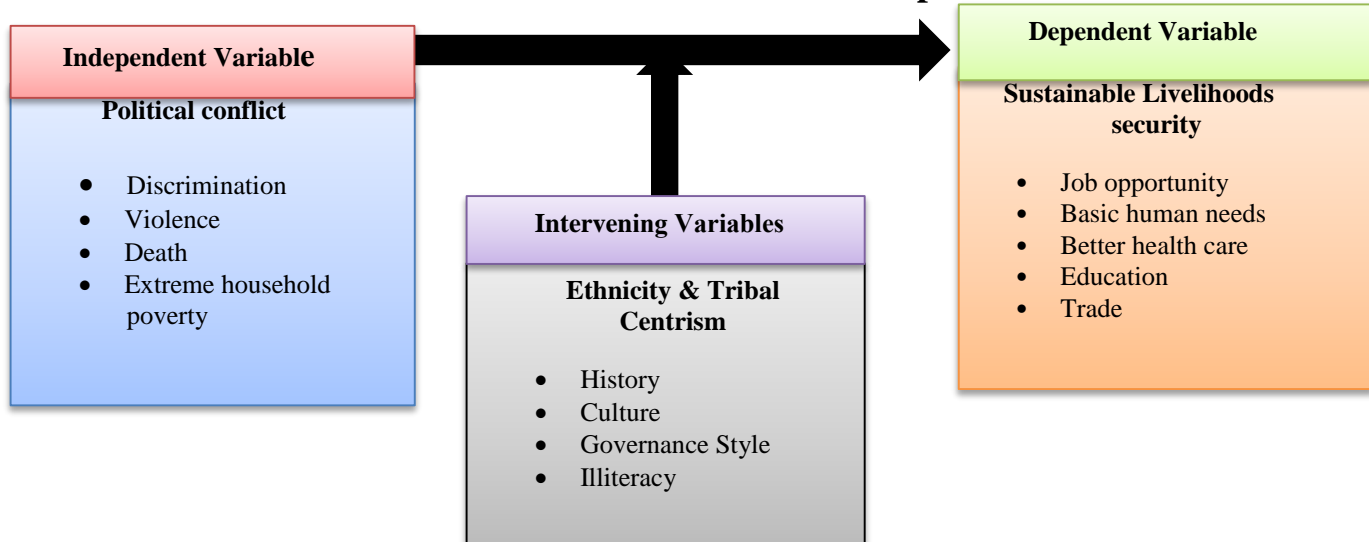 Independent Variable
Political conflict
• Discrimination
• Violence
• Death
• Extreme household
poverty
Intervening Variables
Ethnicity & Tribal
Centrism
• History
• Culture
• Governance Style
• Illiteracy
Dependent Variable
Sustainable Livelihoods
security
• Job opportunity
• Basic human needs
• Better health care
• Education
• Trade